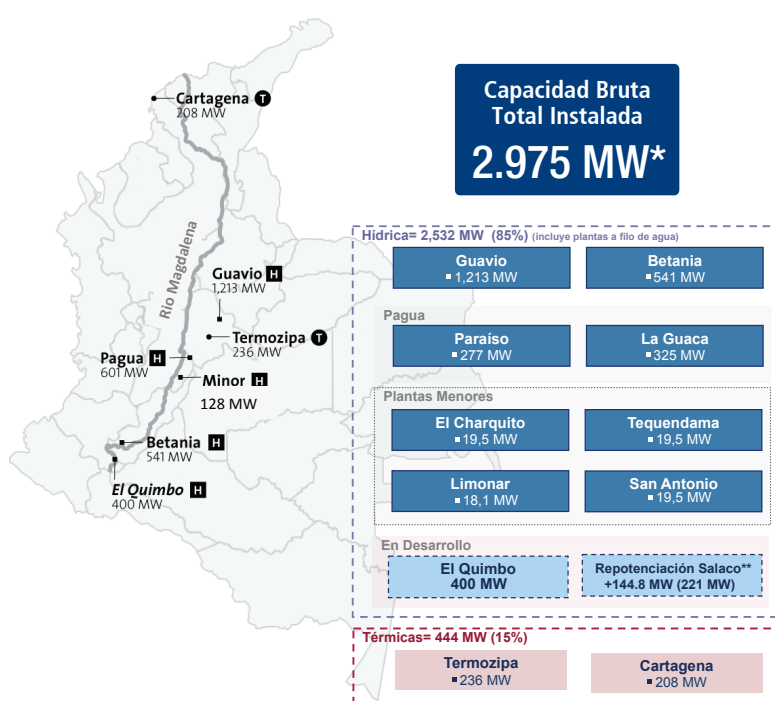 Capacidad Bruta
Total Instalada
2.975 MW*
Cartagena T
208 MW
Rio Magdalena
Guavio H
1,213 MW
Termozipa T
236 MW
Pagua H
601 MW
Minor H
128 MW
Betania H
541 MW
El Quimbo H
400 MW
Hídrica= 2,532 MW (85%) (incluye plantas a filo de agua)
Guavio
1,213 MW
Betania
541 MW
Pagua
Paraíso
277 MW
La Guaca
325 MW
Plantas Menores
El Charquito
19,5 MW
Tequendama
19,5 MW
Limonar
18,1 MW
San Antonio
19,5 MW
En Desarrollo
El Quimbo
400 MW
Repotenciación Salaco**
+144.8 MW (221 MW)
Térmicas= 444 MW (15%)
Termozipa
236 MW
Cartagena
208 MW